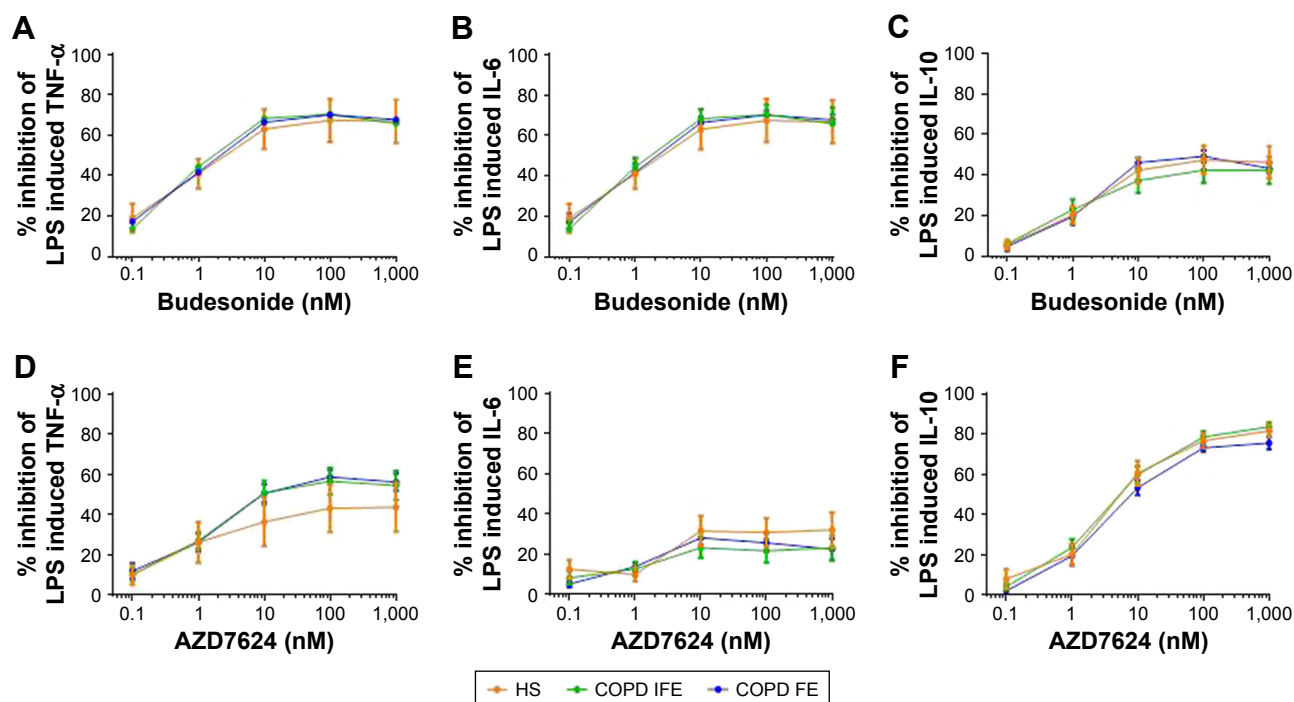 A
% inhibition of
LPS induced TNF-α
100
80
60
40
20
0
0.1 1 10 100 1,000
Budesonide (nM)
B
% inhibition of
LPS induced IL-6
100
80
60
40
20
0
0.1 1 10 100 1,000
Budesonide (nM)
C
% inhibition of
LPS induced IL-10
100
80
60
40
20
0
0.1 1 10 100 1,000
Budesonide (nM)
D
% inhibition of
LPS induced TNF-α
100
80
60
40
20
0
0.1 1 10 100 1,000
AZD7624 (nM)
E
% inhibition of
LPS induced IL-6
100
80
60
40
20
0
0.1 1 10 100 1,000
AZD7624 (nM)
F
% inhibition of
LPS induced IL-10
100
80
60
40
20
0
0.1 1 10 100 1,000
AZD7624 (nM)
HS COPD IFE COPD FE